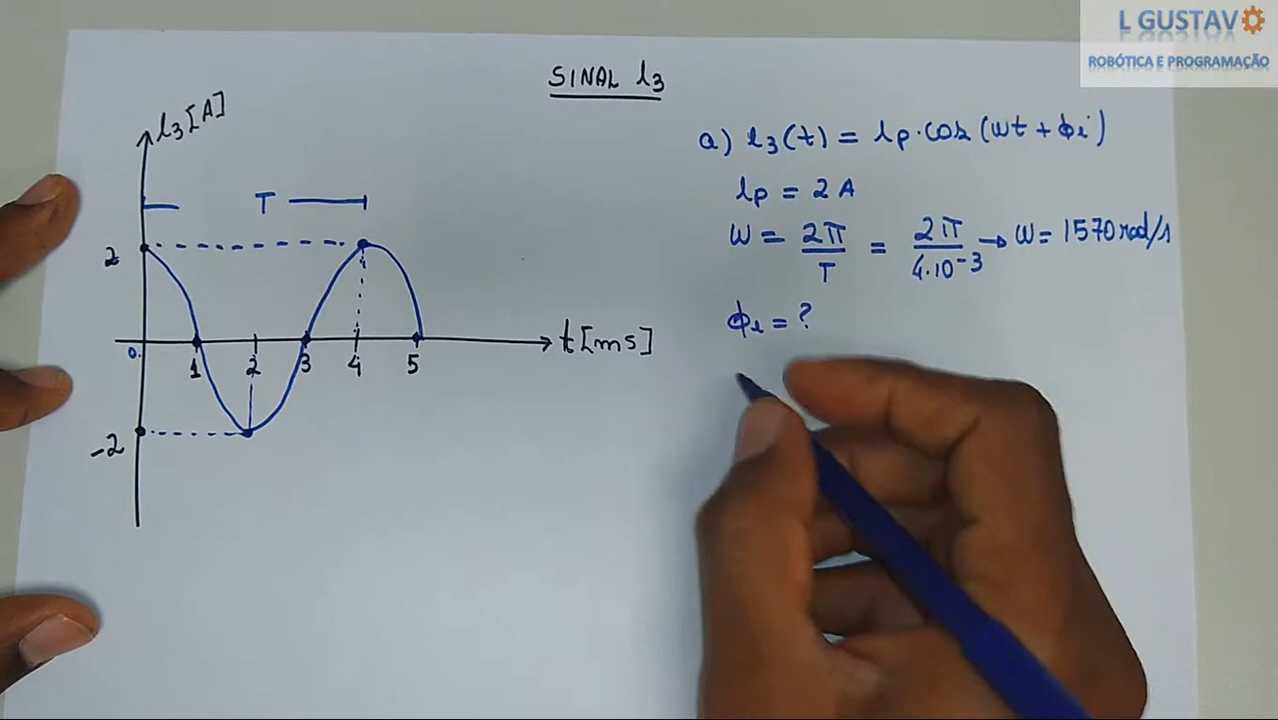 L GUSTAVO
ROBÓTICA E PROGRAMAÇÃO
SINAL i3
i3[A]
T
2
0
1
2
3
4
5
t[ms]
-2
a) i3(t) = ip·cos(wt + ϕi)
ip = 2 A
w = 2π/T = 2π/4·10^-3 → w = 1570 rad/s
ϕi = ?